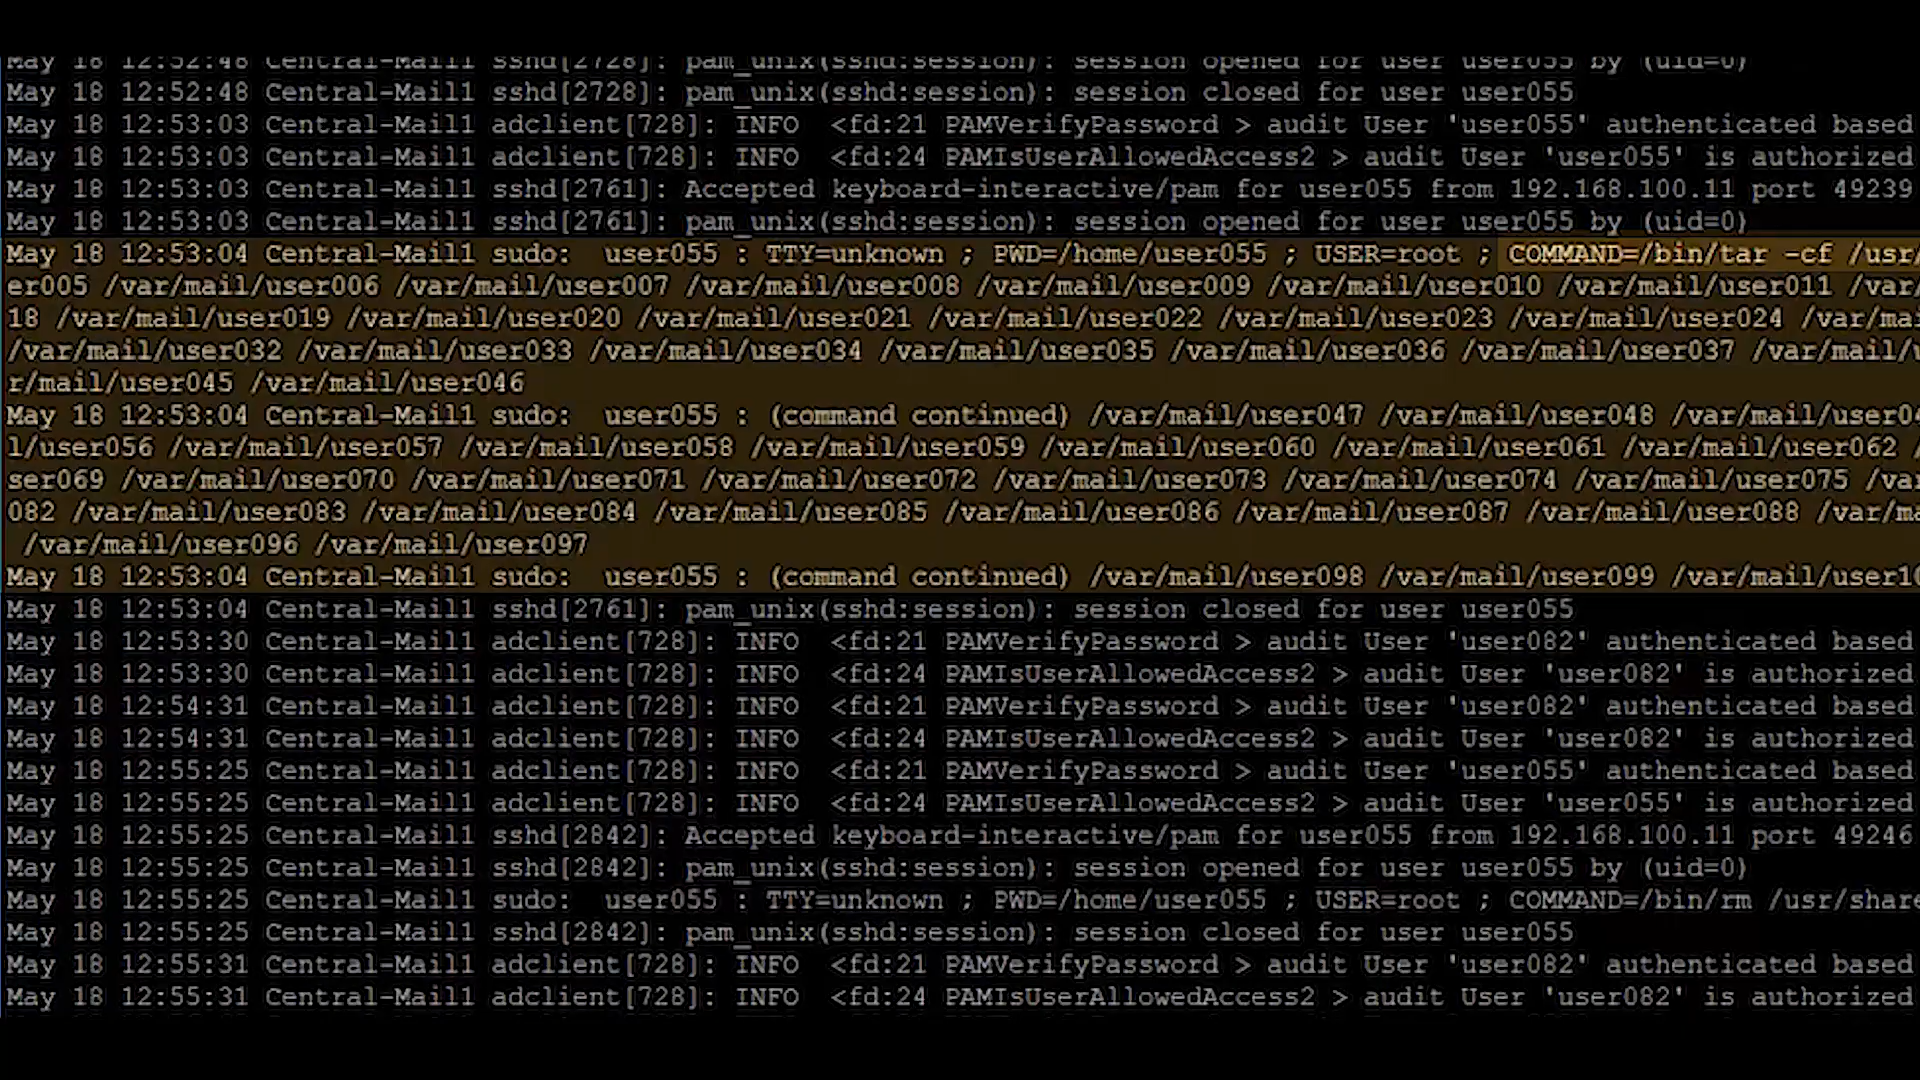 May 18 12:52:48 Central-Mail1 sshd[2728]: pam_unix(sshd:session): session opened for user user055 by (uid=0)
May 18 12:52:48 Central-Mail1 sshd[2728]: pam_unix(sshd:session): session closed for user user055
May 18 12:53:03 Central-Mail1 adclient[728]: INFO  <fd:21 PAMVerifyPassword > audit User 'user055' authenticated based
May 18 12:53:03 Central-Mail1 adclient[728]: INFO  <fd:24 PAMIsUserAllowedAccess2 > audit User 'user055' is authorized
May 18 12:53:03 Central-Mail1 sshd[2761]: Accepted keyboard-interactive/pam for user055 from 192.168.100.11 port 49239
May 18 12:53:03 Central-Mail1 sshd[2761]: pam_unix(sshd:session): session opened for user user055 by (uid=0)
May 18 12:53:04 Central-Mail1 sudo:  user055 : TTY=unknown ; PWD=/home/user055 ; USER=root ; COMMAND=/bin/tar -cf /usr/
er005 /var/mail/user006 /var/mail/user007 /var/mail/user008 /var/mail/user009 /var/mail/user010 /var/mail/user011 /var/
18 /var/mail/user019 /var/mail/user020 /var/mail/user021 /var/mail/user022 /var/mail/user023 /var/mail/user024 /var/mai
/var/mail/user032 /var/mail/user033 /var/mail/user034 /var/mail/user035 /var/mail/user036 /var/mail/user037 /var/mail/u
r/mail/user045 /var/mail/user046
May 18 12:53:04 Central-Mail1 sudo:  user055 : (command continued) /var/mail/user047 /var/mail/user048 /var/mail/user04
l/user056 /var/mail/user057 /var/mail/user058 /var/mail/user059 /var/mail/user060 /var/mail/user061 /var/mail/user062 /
ser069 /var/mail/user070 /var/mail/user071 /var/mail/user072 /var/mail/user073 /var/mail/user074 /var/mail/user075 /var
082 /var/mail/user083 /var/mail/user084 /var/mail/user085 /var/mail/user086 /var/mail/user087 /var/mail/user088 /var/ma
/var/mail/user096 /var/mail/user097
May 18 12:53:04 Central-Mail1 sudo:  user055 : (command continued) /var/mail/user098 /var/mail/user099 /var/mail/user10
May 18 12:53:04 Central-Mail1 sshd[2761]: pam_unix(sshd:session): session closed for user user055
May 18 12:53:30 Central-Mail1 adclient[728]: INFO  <fd:21 PAMVerifyPassword > audit User 'user082' authenticated based
May 18 12:53:30 Central-Mail1 adclient[728]: INFO  <fd:24 PAMIsUserAllowedAccess2 > audit User 'user082' is authorized
May 18 12:54:31 Central-Mail1 adclient[728]: INFO  <fd:21 PAMVerifyPassword > audit User 'user082' authenticated based
May 18 12:54:31 Central-Mail1 adclient[728]: INFO  <fd:24 PAMIsUserAllowedAccess2 > audit User 'user082' is authorized
May 18 12:55:25 Central-Mail1 adclient[728]: INFO  <fd:21 PAMVerifyPassword > audit User 'user055' authenticated based
May 18 12:55:25 Central-Mail1 adclient[728]: INFO  <fd:24 PAMIsUserAllowedAccess2 > audit User 'user055' is authorized
May 18 12:55:25 Central-Mail1 sshd[2842]: Accepted keyboard-interactive/pam for user055 from 192.168.100.11 port 49246
May 18 12:55:25 Central-Mail1 sshd[2842]: pam_unix(sshd:session): session opened for user user055 by (uid=0)
May 18 12:55:25 Central-Mail1 sudo:  user055 : TTY=unknown ; PWD=/home/user055 ; USER=root ; COMMAND=/bin/rm /usr/share
May 18 12:55:25 Central-Mail1 sshd[2842]: pam_unix(sshd:session): session closed for user user055
May 18 12:55:31 Central-Mail1 adclient[728]: INFO  <fd:21 PAMVerifyPassword > audit User 'user082' authenticated based
May 18 12:55:31 Central-Mail1 adclient[728]: INFO  <fd:24 PAMIsUserAllowedAccess2 > audit User 'user082' is authorized